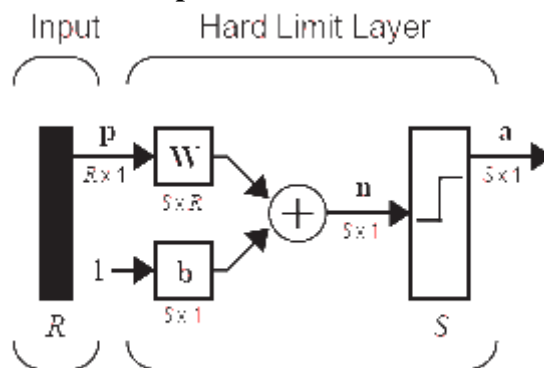 Input Hard Limit Layer
p a
W
R x 1 S x 1
S x R n
+
S x 1
1 b
S x 1
R S